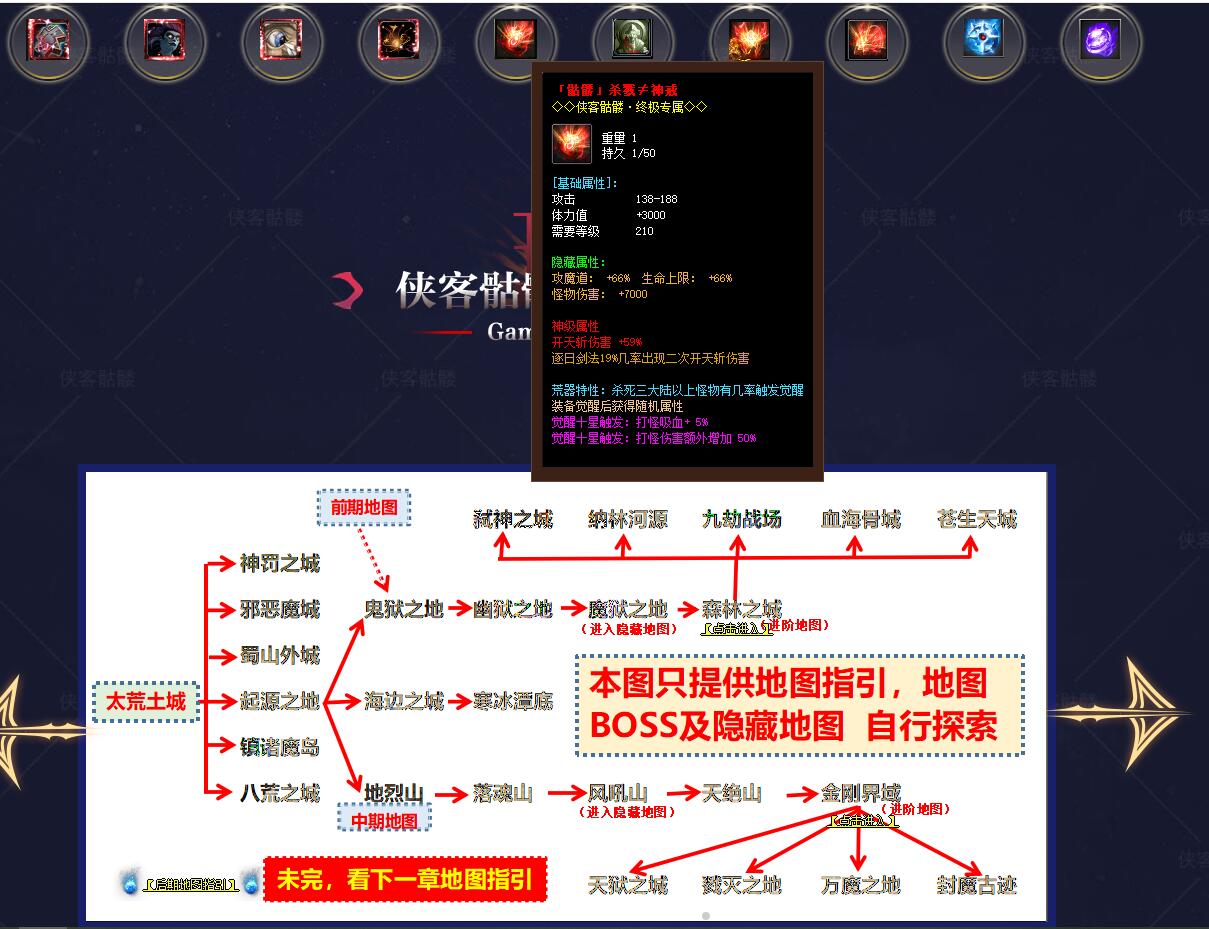 「骷髅」杀戮≠神戒
◇◇侠客骷髅·终极专属◇◇
重量 1
持久 1/50
[基础属性]:
攻击 138-188
体力值 +3000
需要等级 210
隐藏属性:
攻魔道: +66% 生命上限: +66%
怪物伤害: +7000
神级属性
开天斩伤害 +59%
逐日剑法19%几率出现二次开天斩伤害
荒器特性: 杀死三大陆以上怪物有几率触发觉醒
装备觉醒后获得随机属性
觉醒十星触发: 打怪吸血+ 5%
觉醒十星触发: 打怪伤害额外增加 50%
侠客骷
Gam
侠客骷髅
前期地图
弑神之城 纳林河源 九劫战场 血海骨城 苍生天城
神罚之城
邪恶魔城 鬼狱之地 幽狱之地 魔狱之地 森林之城
(进入隐藏地图) 【点击进入】 (进阶地图)
蜀山外城
本图只提供地图指引，地图
BOSS及隐藏地图 自行探索
太荒土城 起源之地 海边之城 寒冰潭底
镇诸魔岛
八荒之城 地烈山 落魂山 风吼山 天绝山 金刚界域
中期地图 (进入隐藏地图) 【点击进入】 (进阶地图)
【后期地图指引】 未完，看下一章地图指引
天狱之城 戮灭之地 万魔之地 封魔古迹